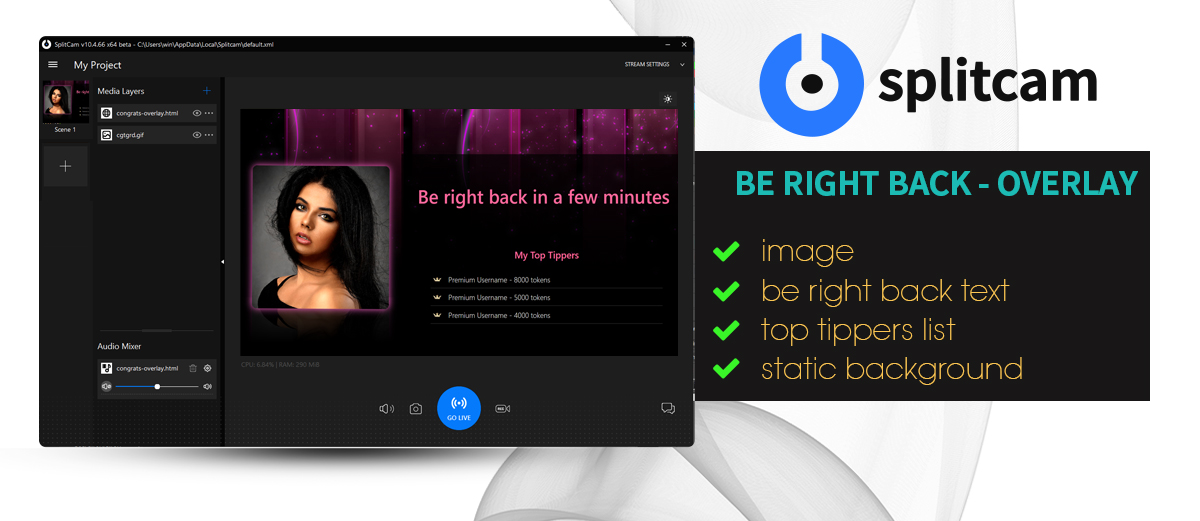 SplitCam v10.4.66 x64 beta - C:\Users\win\AppData\Local\Splitcam\default.xml
My Project
STREAM SETTINGS
Scene 1
Media Layers
congrats-overlay.html
cgtgrd.gif
Be right back in a few minutes
My Top Tippers
Premium Username - 8000 tokens
Premium Username - 5000 tokens
Premium Username - 4000 tokens
Audio Mixer
congrats-overlay.html
CPU: 6.84% | RAM: 290 MB
GO LIVE
REC
splitcam
BE RIGHT BACK - OVERLAY
image
be right back text
top tippers list
static background